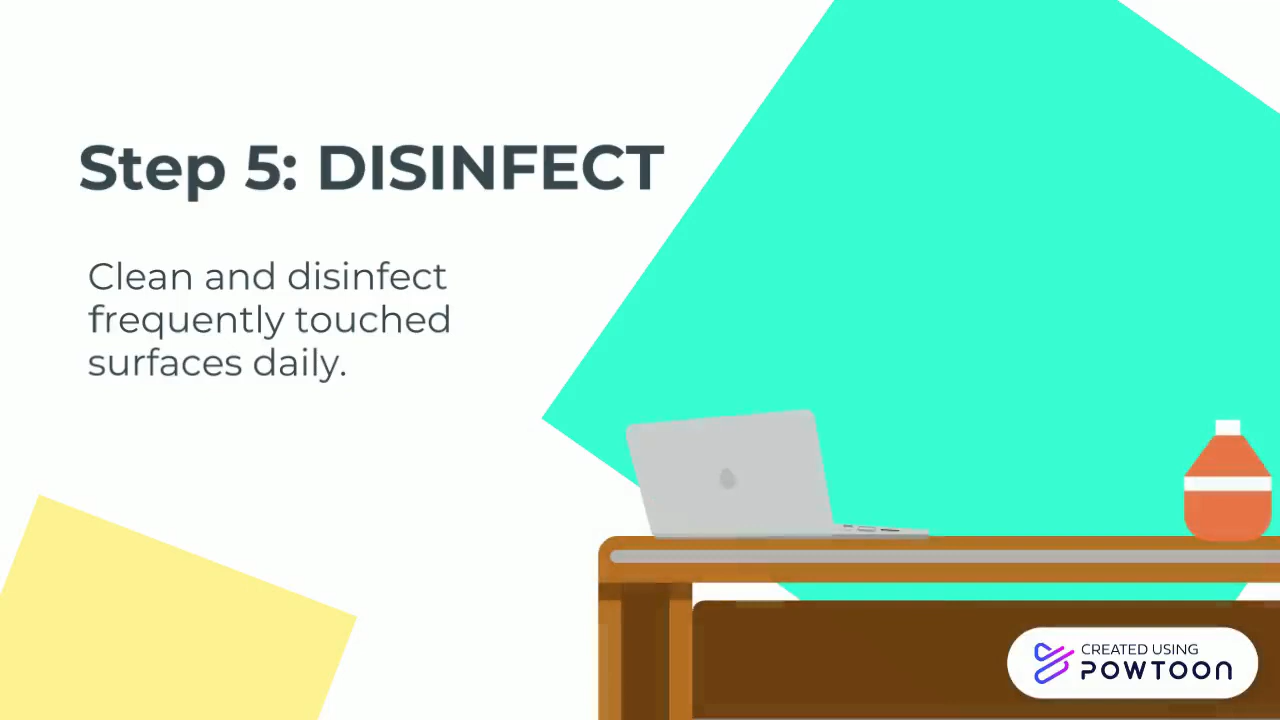 Step 5: DISINFECT
Clean and disinfect
frequently touched
surfaces daily.
CREATED USING
POWTOON